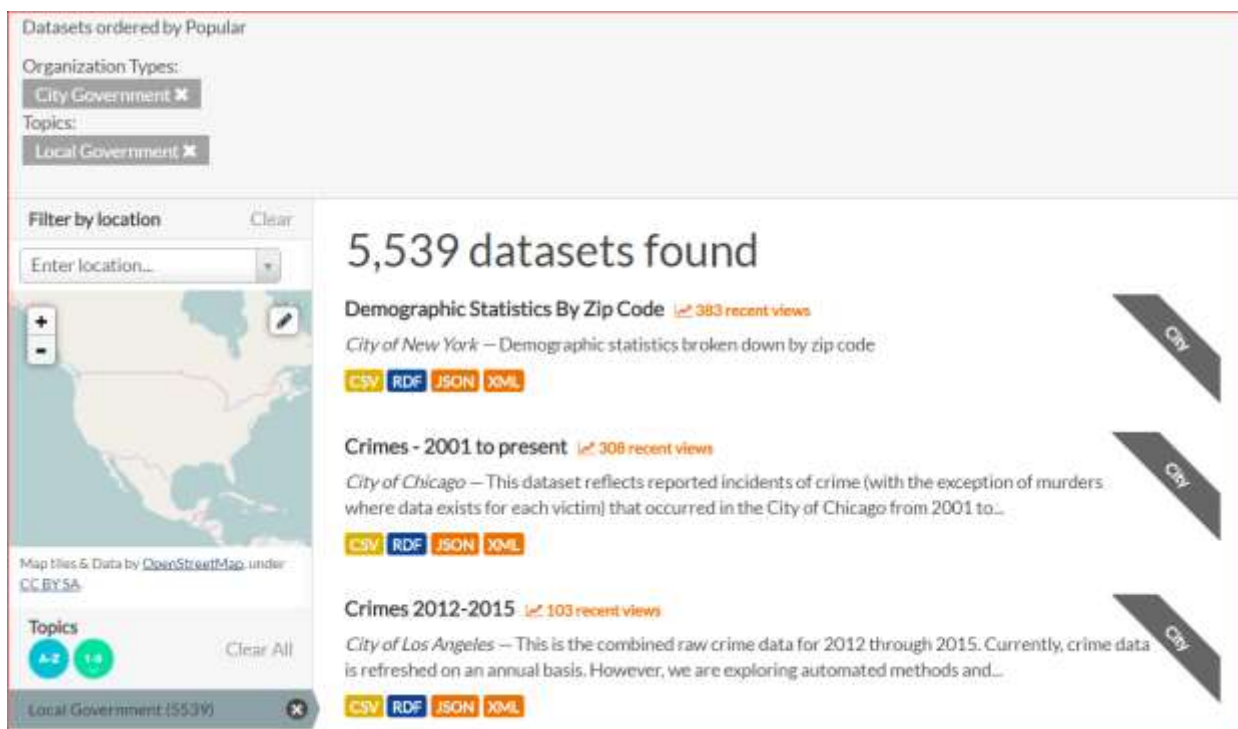 Datasets ordered by Popular
Organization Types:
City Government ✖
Topics:
Local Government ✖
Filter by location Clear
Enter location...
+
-
Map tiles & Data by OpenStreetMap, under
CC BY SA
Topics
A-Z 1-9
Clear All
Local Government (5539)
5,539 datasets found
Demographic Statistics By Zip Code 383 recent views
City of New York — Demographic statistics broken down by zip code
CSV RDF JSON XML
City
Crimes - 2001 to present 308 recent views
City of Chicago — This dataset reflects reported incidents of crime (with the exception of murders
where data exists for each victim) that occurred in the City of Chicago from 2001 to...
CSV RDF JSON XML
City
Crimes 2012-2015 103 recent views
City of Los Angeles — This is the combined raw crime data for 2012 through 2015. Currently, crime data
is refreshed on an annual basis. However, we are exploring automated methods and...
CSV RDF JSON XML
City